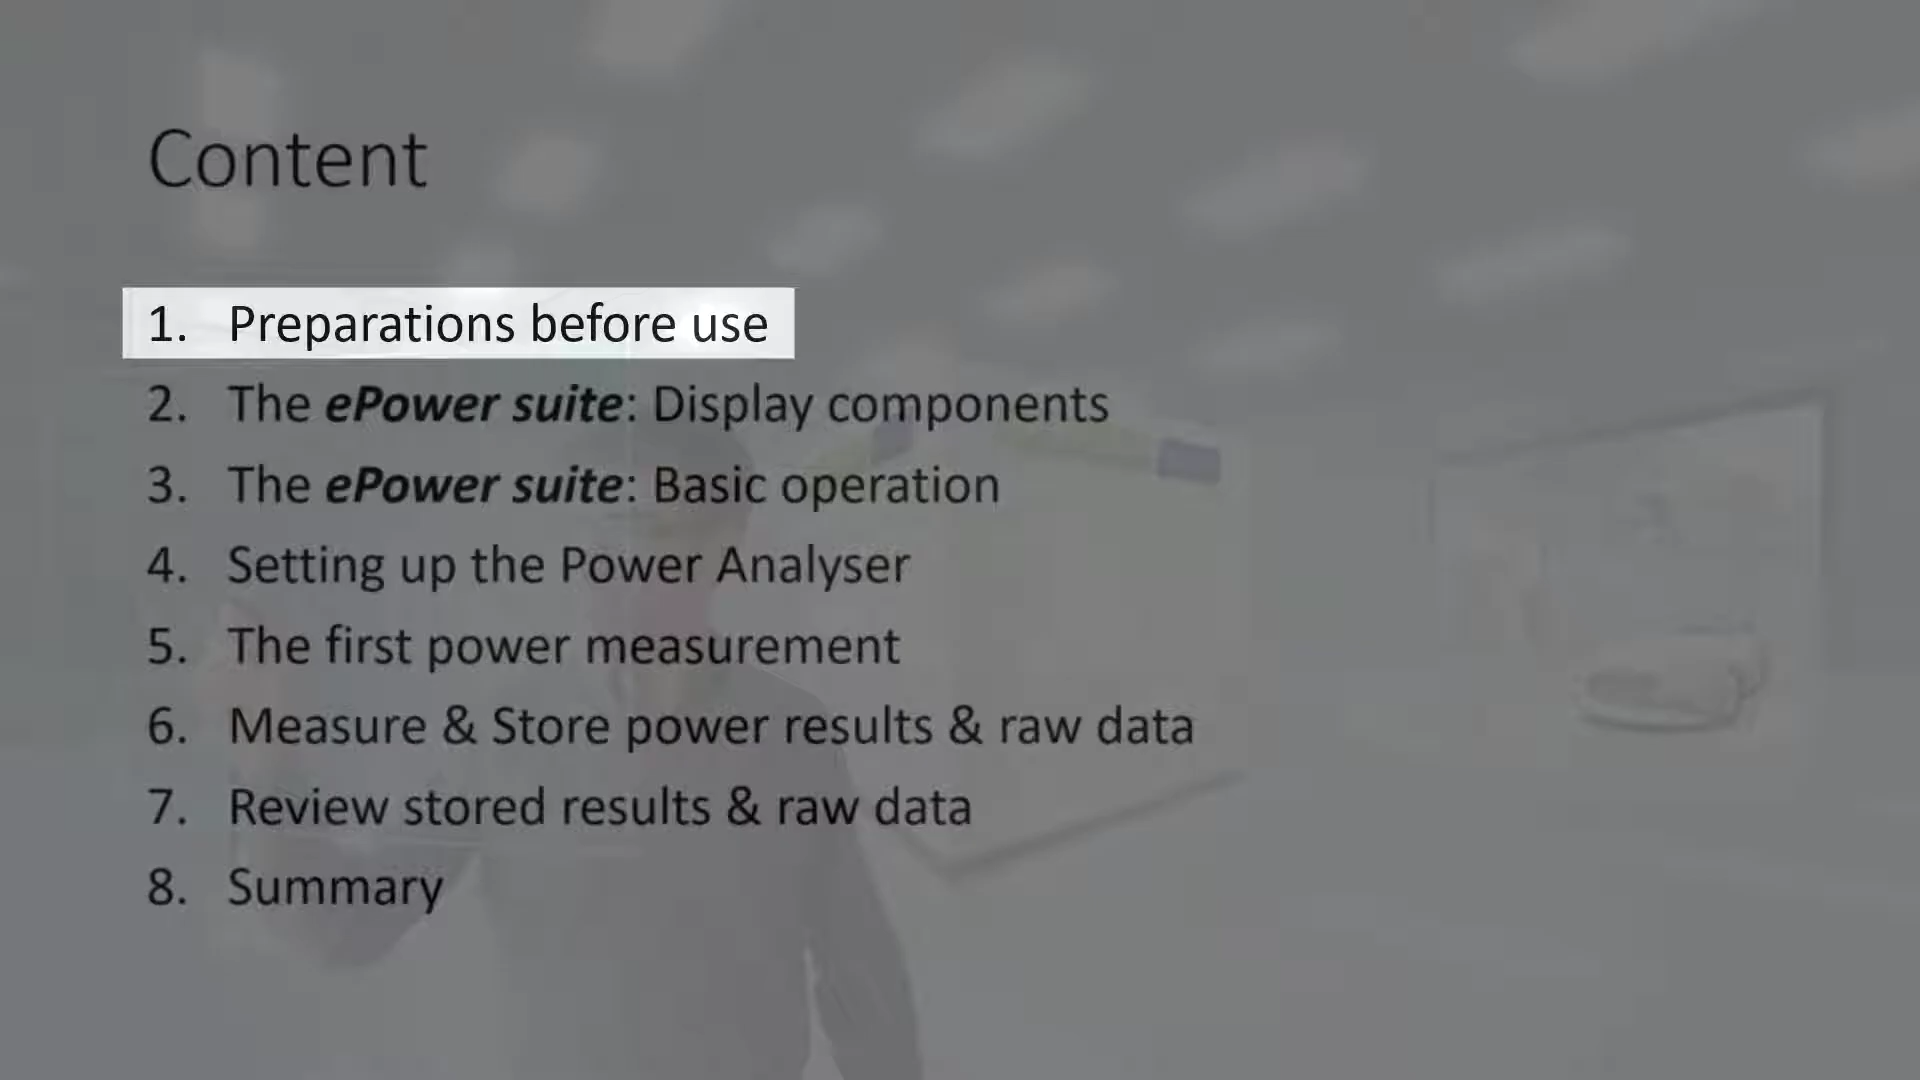 Content
1. Preparations before use
2. The ePower suite: Display components
3. The ePower suite: Basic operation
4. Setting up the Power Analyser
5. The first power measurement
6. Measure & Store power results & raw data
7. Review stored results & raw data
8. Summary